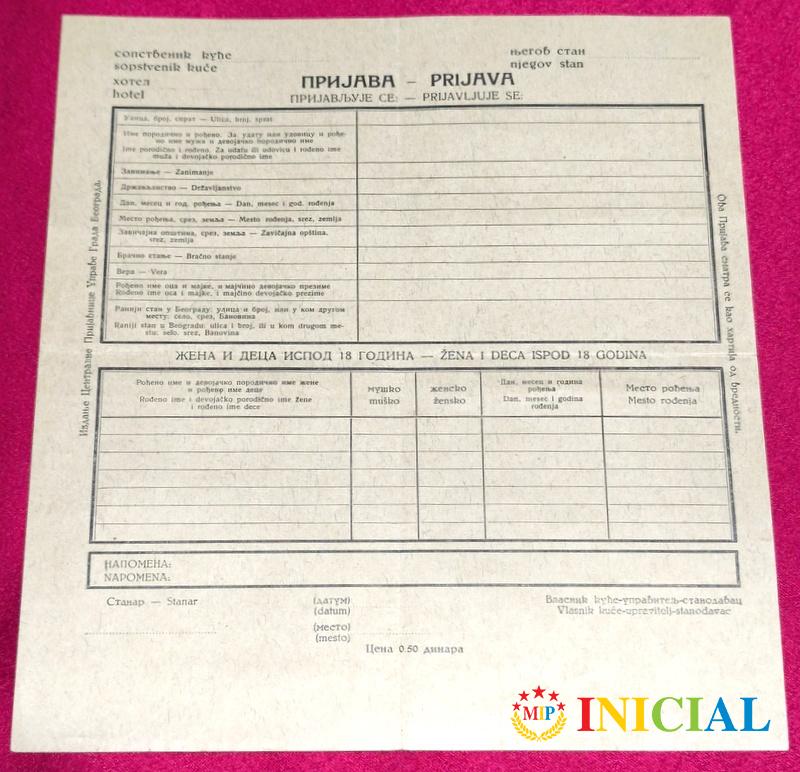 сопственик куће
sopstvenik kuće
његов стан
njegov stan
хотел
hotel
ПРИЈАВА — PRIJAVA
ПРИЈАВЉУЈЕ СЕ: — PRIJAVLJUJE SE:
Улица, број, спрат — Ulica, broj, sprat
Име породично и рођено. За удату или удовицу и рође-
но име мужа и девојачко породично име
Ime porodično i rođeno. Za udatu ili udovicu i rođeno ime
muža i devojačko porodično ime
Занимање — Zanimanje
Држављанство — Državljanstvo
Дан, месец и год. рођења — Dan, mesec i god. rođenja
Место рођења, срез, земља — Mesto rođenja, srez, zemlja
Завичајна општина, срез, земља — Zavičajna opština,
srez, zemlja
Брачно стање — Bračno stanje
Вера — Vera
Рођено име оца и мајке, и мајчино девојачко презиме
Rođeno ime oca i majke, i majčino devojačko prezime
Ранији стан у Београду: улица и број, или у ком другом
месту: село, срез, Бановина
Raniji stan u Beogradu: ulica i broj, ili u kom drugom me-
stu: selo, srez, Banovina
ЖЕНА И ДЕЦА ИСПОД 18 ГОДИНА — ŽENA I DECA ISPOD 18 GODINA
Рођено име и девојачко породично име жене
и рођено име деце
Rođeno ime i devojačko porodično ime žene
i rođeno ime dece
мушко
muško
женско
žensko
Дан, месец и година
рођења
Dan, mesec i godina
rođenja
Место рођења
Mesto rođenja
НАПОМЕНА:
NAPOMENA:
Станар — Stanar
(датум)
(datum)
(место)
(mesto)
Власник куће-управитељ-станодавац
Vlasnik kuće-upravitelj-stanodavac
Цена 0.50 динара
Издање Централне Пријавнице Управе Града Београда.
Ова Пријава сматра се као хартија од вредности.
MIP
INICIAL